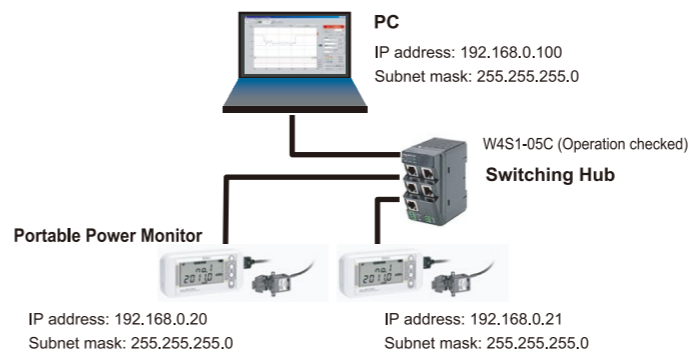 PC
IP address: 192.168.0.100
Subnet mask: 255.255.255.0
W4S1-05C (Operation checked)
Switching Hub
Portable Power Monitor
IP address: 192.168.0.20
Subnet mask: 255.255.255.0
IP address: 192.168.0.21
Subnet mask: 255.255.255.0